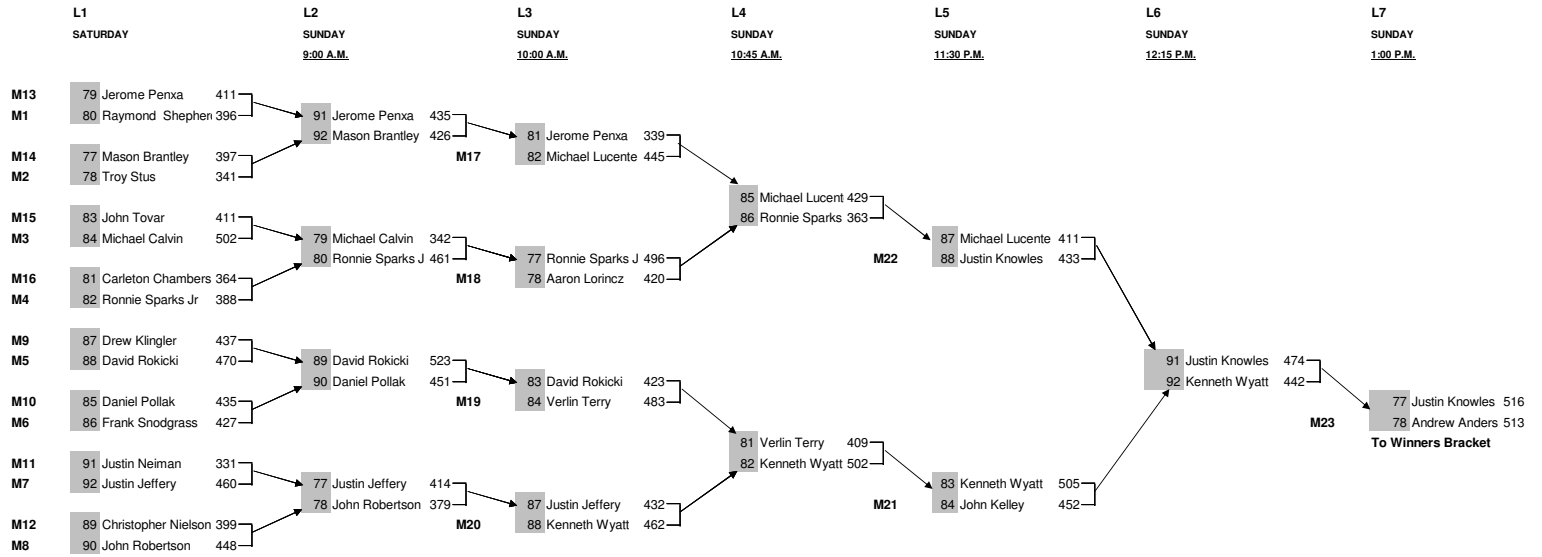 L1 L2 L3 L4 L5 L6 L7
SATURDAY SUNDAY SUNDAY SUNDAY SUNDAY SUNDAY SUNDAY
9:00 A.M. 10:00 A.M. 10:45 A.M. 11:30 P.M. 12:15 P.M. 1:00 P.M.
M13 79 Jerome Penxa 411
M1 80 Raymond Shepher 396 91 Jerome Penxa 435
92 Mason Brantley 426 81 Jerome Penxa 339
M14 77 Mason Brantley 397 M17 82 Michael Lucente 445
M2 78 Troy Stus 341
85 Michael Lucent 429
M15 83 John Tovar 411 86 Ronnie Sparks 363
M3 84 Michael Calvin 502 79 Michael Calvin 342 87 Michael Lucente 411
80 Ronnie Sparks J 461 77 Ronnie Sparks J 496 M22 88 Justin Knowles 433
M16 81 Carleton Chambers 364 M18 78 Aaron Lorincz 420
M4 82 Ronnie Sparks Jr 388
M9 87 Drew Klingler 437
M5 88 David Rokicki 470 89 David Rokicki 523 91 Justin Knowles 474
90 Daniel Pollak 451 83 David Rokicki 423 92 Kenneth Wyatt 442
M10 85 Daniel Pollak 435 M19 84 Verlin Terry 483 77 Justin Knowles 516
M6 86 Frank Snodgrass 427 M23 78 Andrew Anders 513
81 Verlin Terry 409 To Winners Bracket
M11 91 Justin Neiman 331 82 Kenneth Wyatt 502
M7 92 Justin Jeffery 460 77 Justin Jeffery 414 83 Kenneth Wyatt 505
78 John Robertson 379 87 Justin Jeffery 432 M21 84 John Kelley 452
M12 89 Christopher Nielson 399 M20 88 Kenneth Wyatt 462
M8 90 John Robertson 448